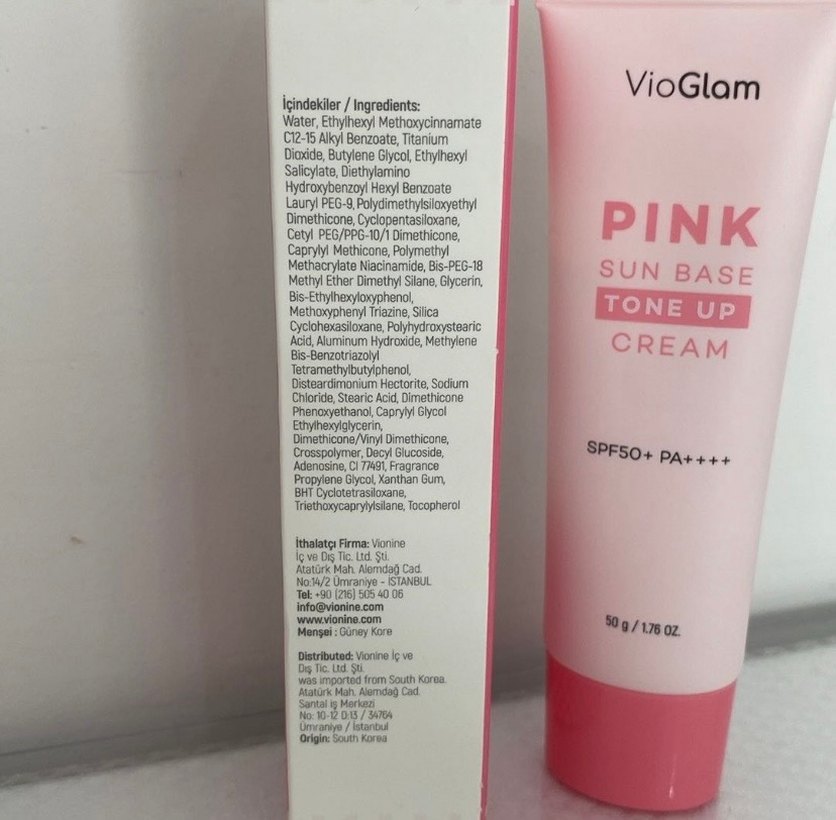 İçindekiler / Ingredients:
Water, Ethylhexyl Methoxycinnamate
C12-15 Alkyl Benzoate, Titanium
Dioxide, Butylene Glycol, Ethylhexyl
Salicylate, Diethylamino
Hydroxybenzoyl Hexyl Benzoate
Lauryl PEG-9, Polydimethylsiloxyethyl
Dimethicone, Cyclopentasiloxane,
Cetyl PEG/PPG-10/1 Dimethicone,
Caprylyl Methicone, Polymethyl
Methacrylate Niacinamide, Bis-PEG-18
Methyl Ether Dimethyl Silane, Glycerin,
Bis-Ethylhexyloxyphenol,
Methoxyphenyl Triazine, Silica
Cyclohexasiloxane, Polyhydroxystearic
Acid, Aluminum Hydroxide, Methylene
Bis-Benzotriazolyl
Tetramethylbutylphenol,
Disteardimonium Hectorite, Sodium
Chloride, Stearic Acid, Dimethicone
Phenoxyethanol, Caprylyl Glycol
Ethylhexylglycerin,
Dimethicone/Vinyl Dimethicone,
Crosspolymer, Decyl Glucoside,
Adenosine, CI 77491, Fragrance
Propylene Glycol, Xanthan Gum,
BHT Cyclotetrasiloxane,
Triethoxycaprylylsilane, Tocopherol
İthalatçı Firma: Vionine
İç ve Dış Tic. Ltd. Şti.
Atatürk Mah. Alemdağ Cad.
No:14/2 Ümraniye - İSTANBUL
Tel: +90 (216) 505 40 06
info@vionine.com
www.vionine.com
Menşei : Güney Kore
Distributed: Vionine İç ve
Dış Tic. Ltd. Şti.
was imported from South Korea.
Atatürk Mah. Alemdağ Cad.
Santal iş Merkezi
No: 10-12 D:13 / 34764
Ümraniye / İstanbul
Origin: South Korea
VioGlam
PINK
SUN BASE
TONE UP
CREAM
SPF50+ PA++++
50 g / 1.76 OZ.